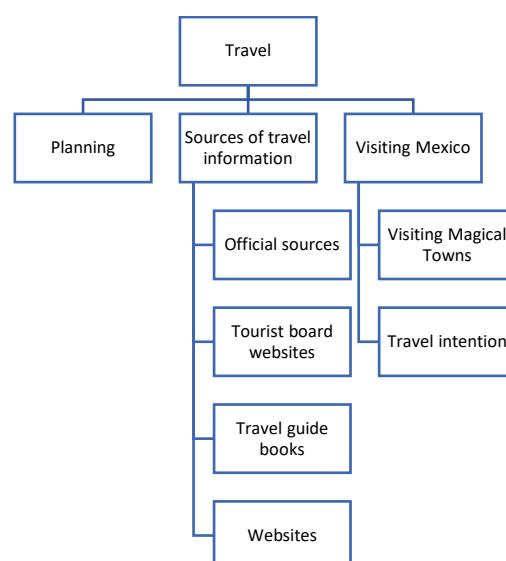 Travel
Planning
Sources of travel
information
Visiting Mexico
Official sources
Tourist board
websites
Travel guide
books
Websites
Visiting Magical
Towns
Travel intention